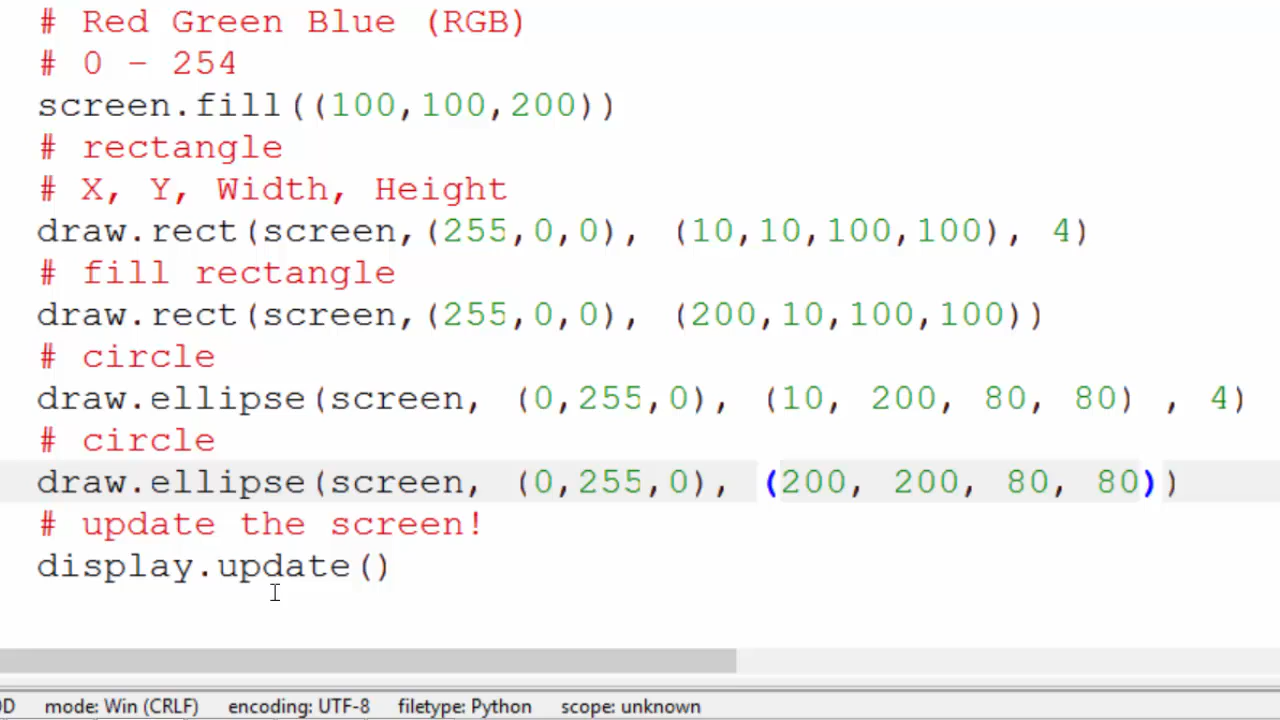 # Red Green Blue (RGB)
# 0 - 254
screen.fill((100,100,200))
# rectangle
# X, Y, Width, Height
draw.rect(screen,(255,0,0), (10,10,100,100), 4)
# fill rectangle
draw.rect(screen,(255,0,0), (200,10,100,100))
# circle
draw.ellipse(screen, (0,255,0), (10, 200, 80, 80) , 4)
# circle
draw.ellipse(screen, (0,255,0), (200, 200, 80, 80))
# update the screen!
display.update()
mode: Win (CRLF) encoding: UTF-8 filetype: Python scope: unknown